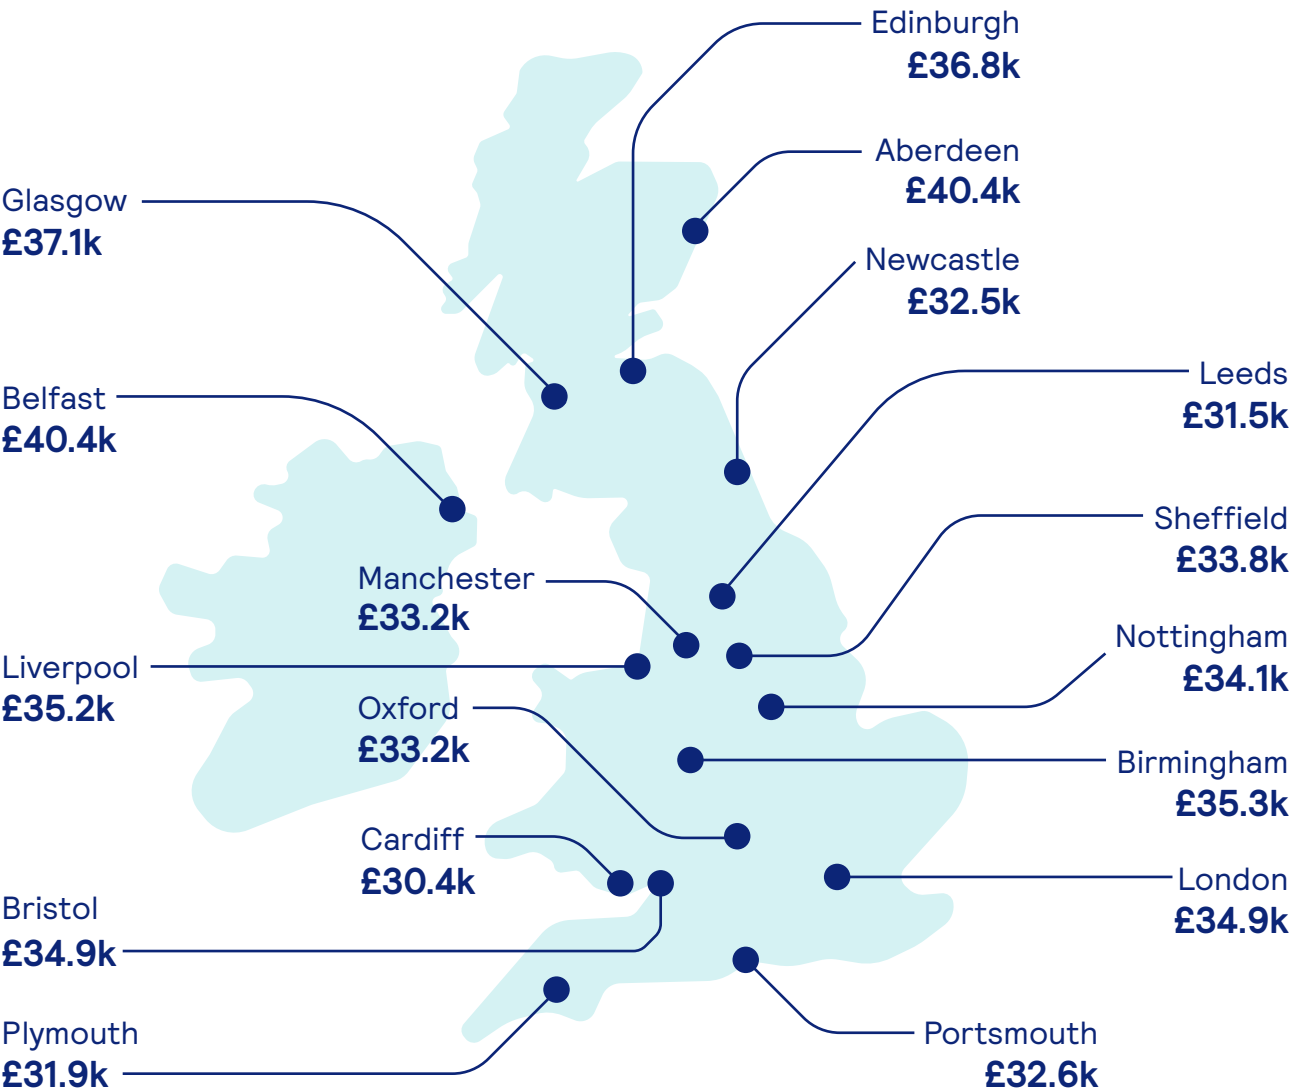 Edinburgh
£36.8k
Aberdeen
£40.4k
Glasgow
£37.1k
Newcastle
£32.5k
Leeds
£31.5k
Belfast
£40.4k
Sheffield
£33.8k
Manchester
£33.2k
Nottingham
£34.1k
Liverpool
£35.2k
Oxford
£33.2k
Birmingham
£35.3k
Cardiff
£30.4k
London
£34.9k
Bristol
£34.9k
Plymouth
£31.9k
Portsmouth
£32.6k